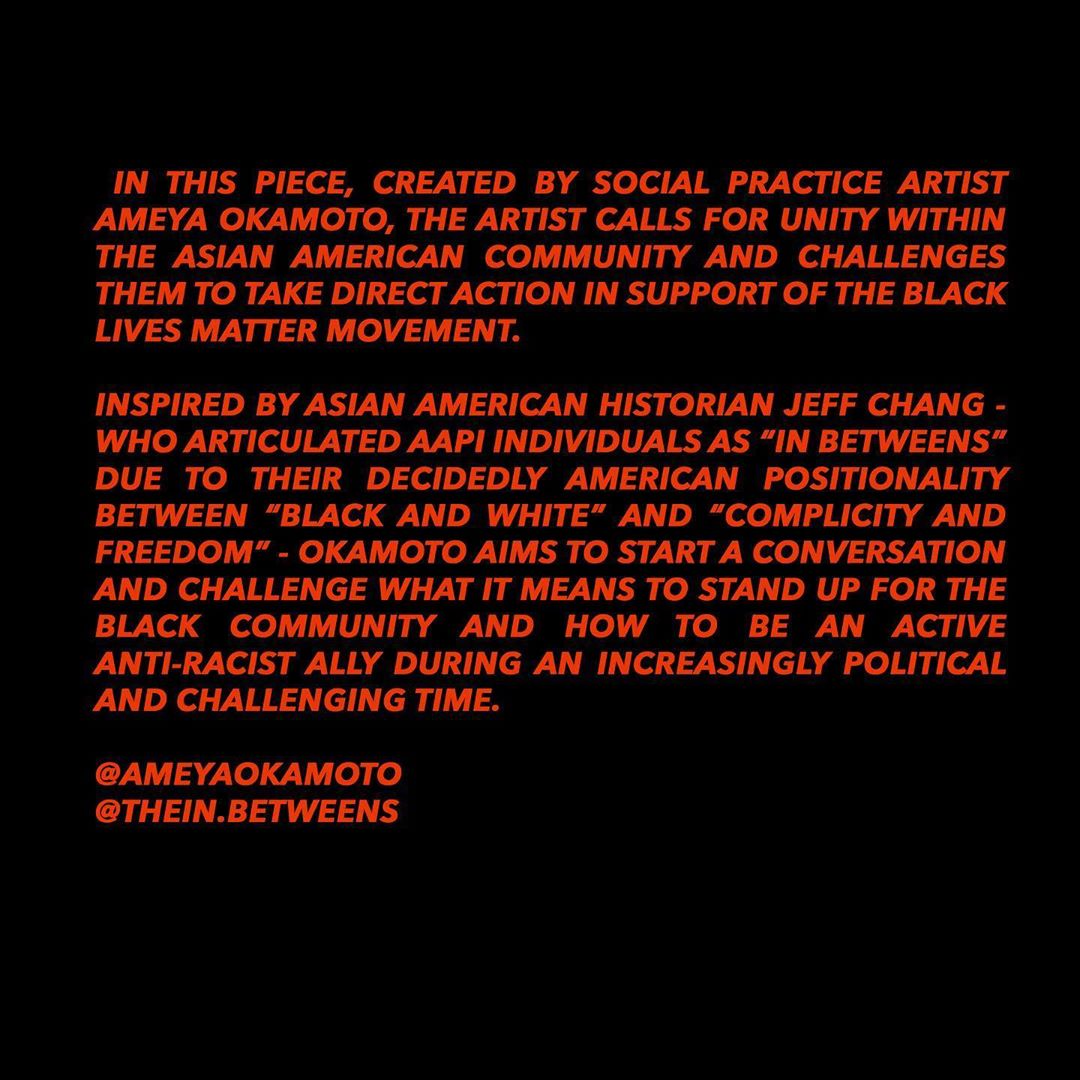 IN THIS PIECE, CREATED BY SOCIAL PRACTICE ARTIST
AMEYA OKAMOTO, THE ARTIST CALLS FOR UNITY WITHIN
THE ASIAN AMERICAN COMMUNITY AND CHALLENGES
THEM TO TAKE DIRECT ACTION IN SUPPORT OF THE BLACK
LIVES MATTER MOVEMENT.
INSPIRED BY ASIAN AMERICAN HISTORIAN JEFF CHANG -
WHO ARTICULATED AAPI INDIVIDUALS AS "IN BETWEENS"
DUE TO THEIR DECIDEDLY AMERICAN POSITIONALITY
BETWEEN "BLACK AND WHITE" AND "COMPLICITY AND
FREEDOM" - OKAMOTO AIMS TO START A CONVERSATION
AND CHALLENGE WHAT IT MEANS TO STAND UP FOR THE
BLACK COMMUNITY AND HOW TO BE AN ACTIVE
ANTI-RACIST ALLY DURING AN INCREASINGLY POLITICAL
AND CHALLENGING TIME.
@AMEYAOKAMOTO
@THEIN.BETWEENS